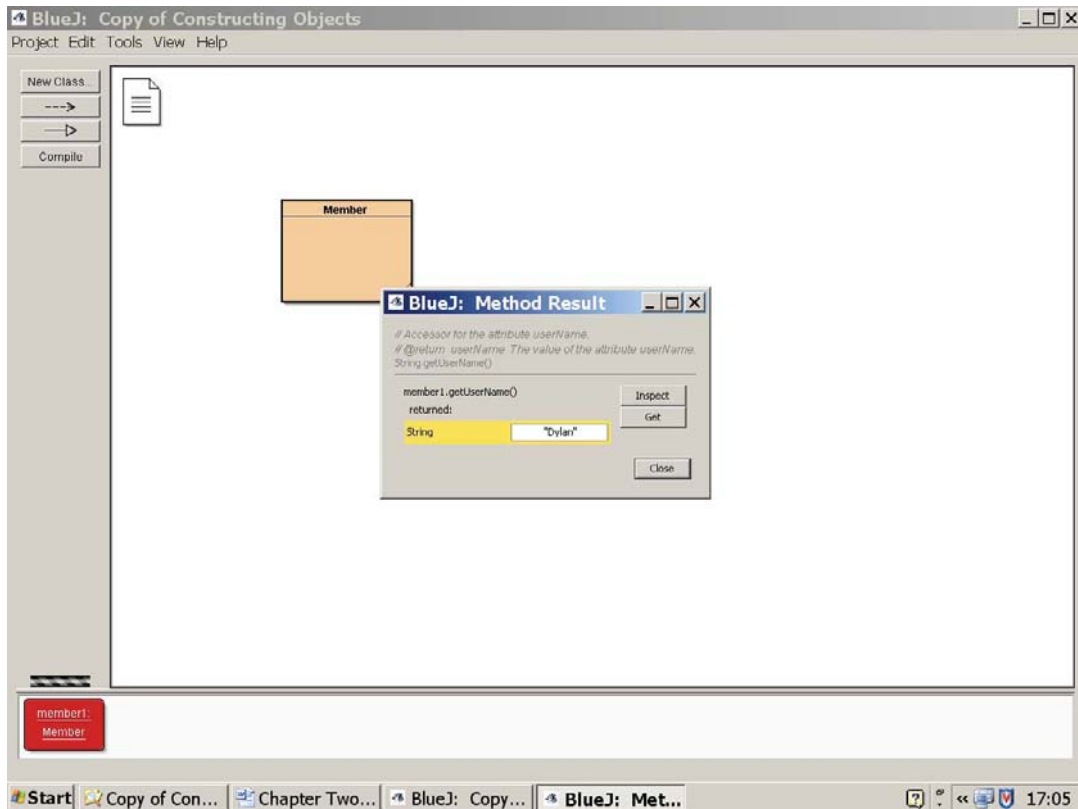 BlueJ: Copy of Constructing Objects
Project Edit Tools View Help
New Class...
--->
Compile
Member
BlueJ: Method Result
// Accessor for the attribute userName.
// @return userName The value of the attribute userName.
String getUserName()
member1.getUserName()
returned:
String "Dylan"
Inspect
Get
Close
member1:
Member
Start Copy of Con... Chapter Two... BlueJ: Copy... BlueJ: Met... 17:05